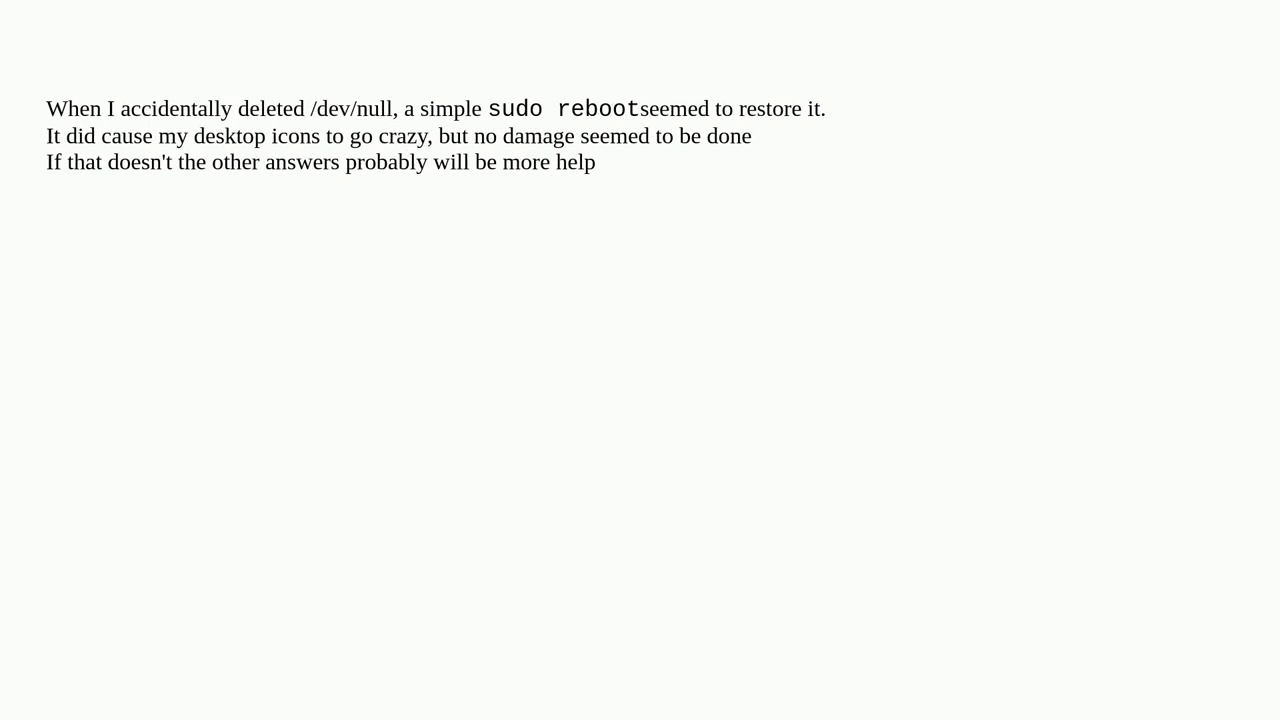 When I accidentally deleted /dev/null, a simple sudo rebootseemed to restore it.
It did cause my desktop icons to go crazy, but no damage seemed to be done
If that doesn't the other answers probably will be more help